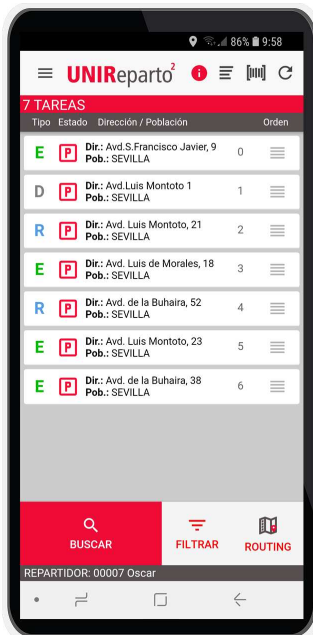 86% 9:58
UNIReparto2
7 TAREAS
Tipo Estado Dirección / Población Orden
E P Dir.: Avd.S.Francisco Javier, 9 0
Pob.: SEVILLA
D P Dir.: Avd.Luis Montoto 1 1
Pob.: SEVILLA
R P Dir.: Avd. Luis Montoto, 21 2
Pob.: SEVILLA
E P Dir.: Avd. Luis de Morales, 18 3
Pob.: SEVILLA
R P Dir.: Avd. de la Buhaira, 52 4
Pob.: SEVILLA
E P Dir.: Avd. Luis Montoto, 23 5
Pob.: SEVILLA
E P Dir.: Avd. de la Buhaira, 38 6
Pob.: SEVILLA
BUSCAR FILTRAR ROUTING
REPARTIDOR: 00007 Oscar